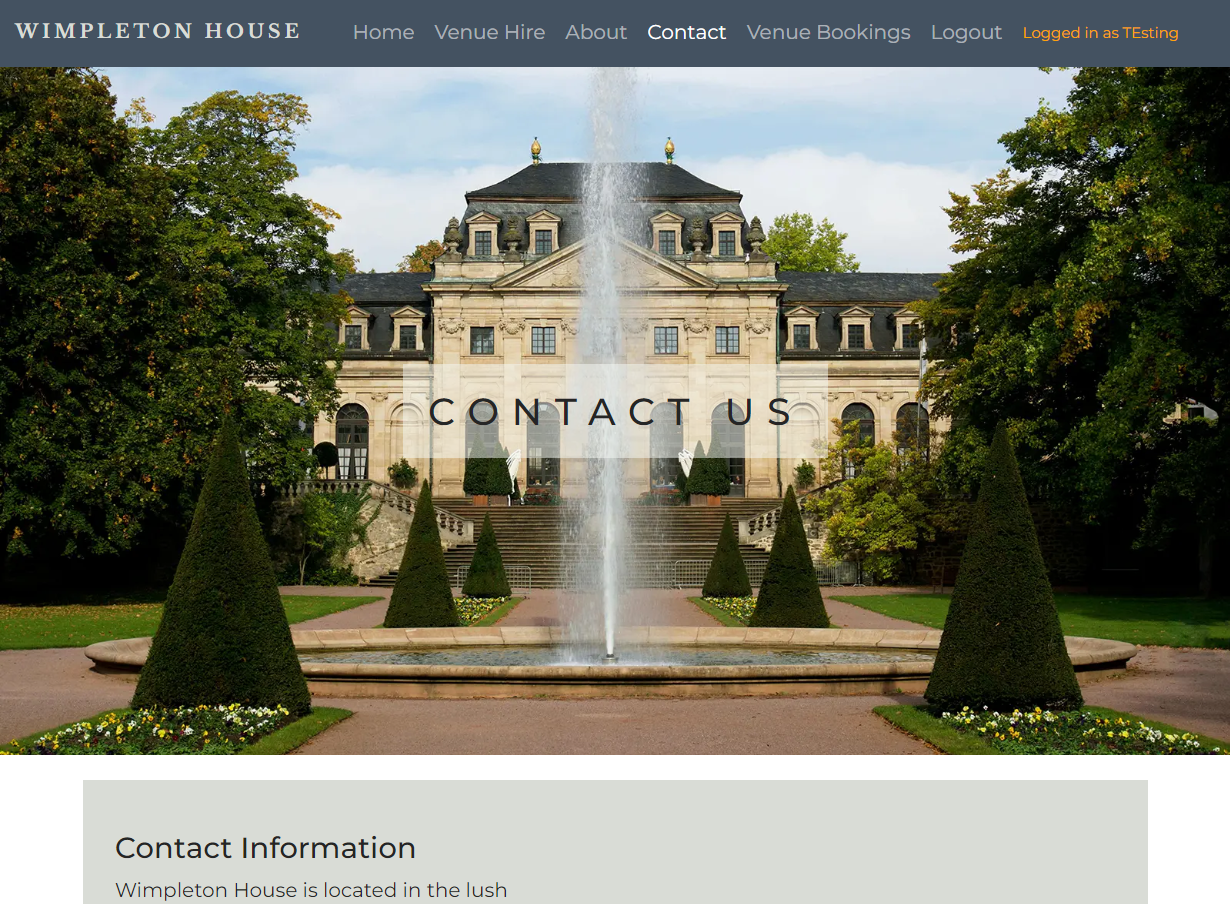 WIMPLETON HOUSE Home Venue Hire About Contact Venue Bookings Logout Logged in as TEsting
CONTACT US
Contact Information
Wimpleton House is located in the lush